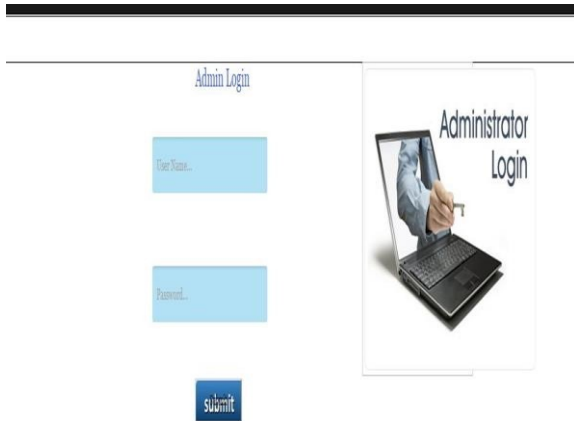 Admin Login
User Name...
Password...
submit
Administrator
Login